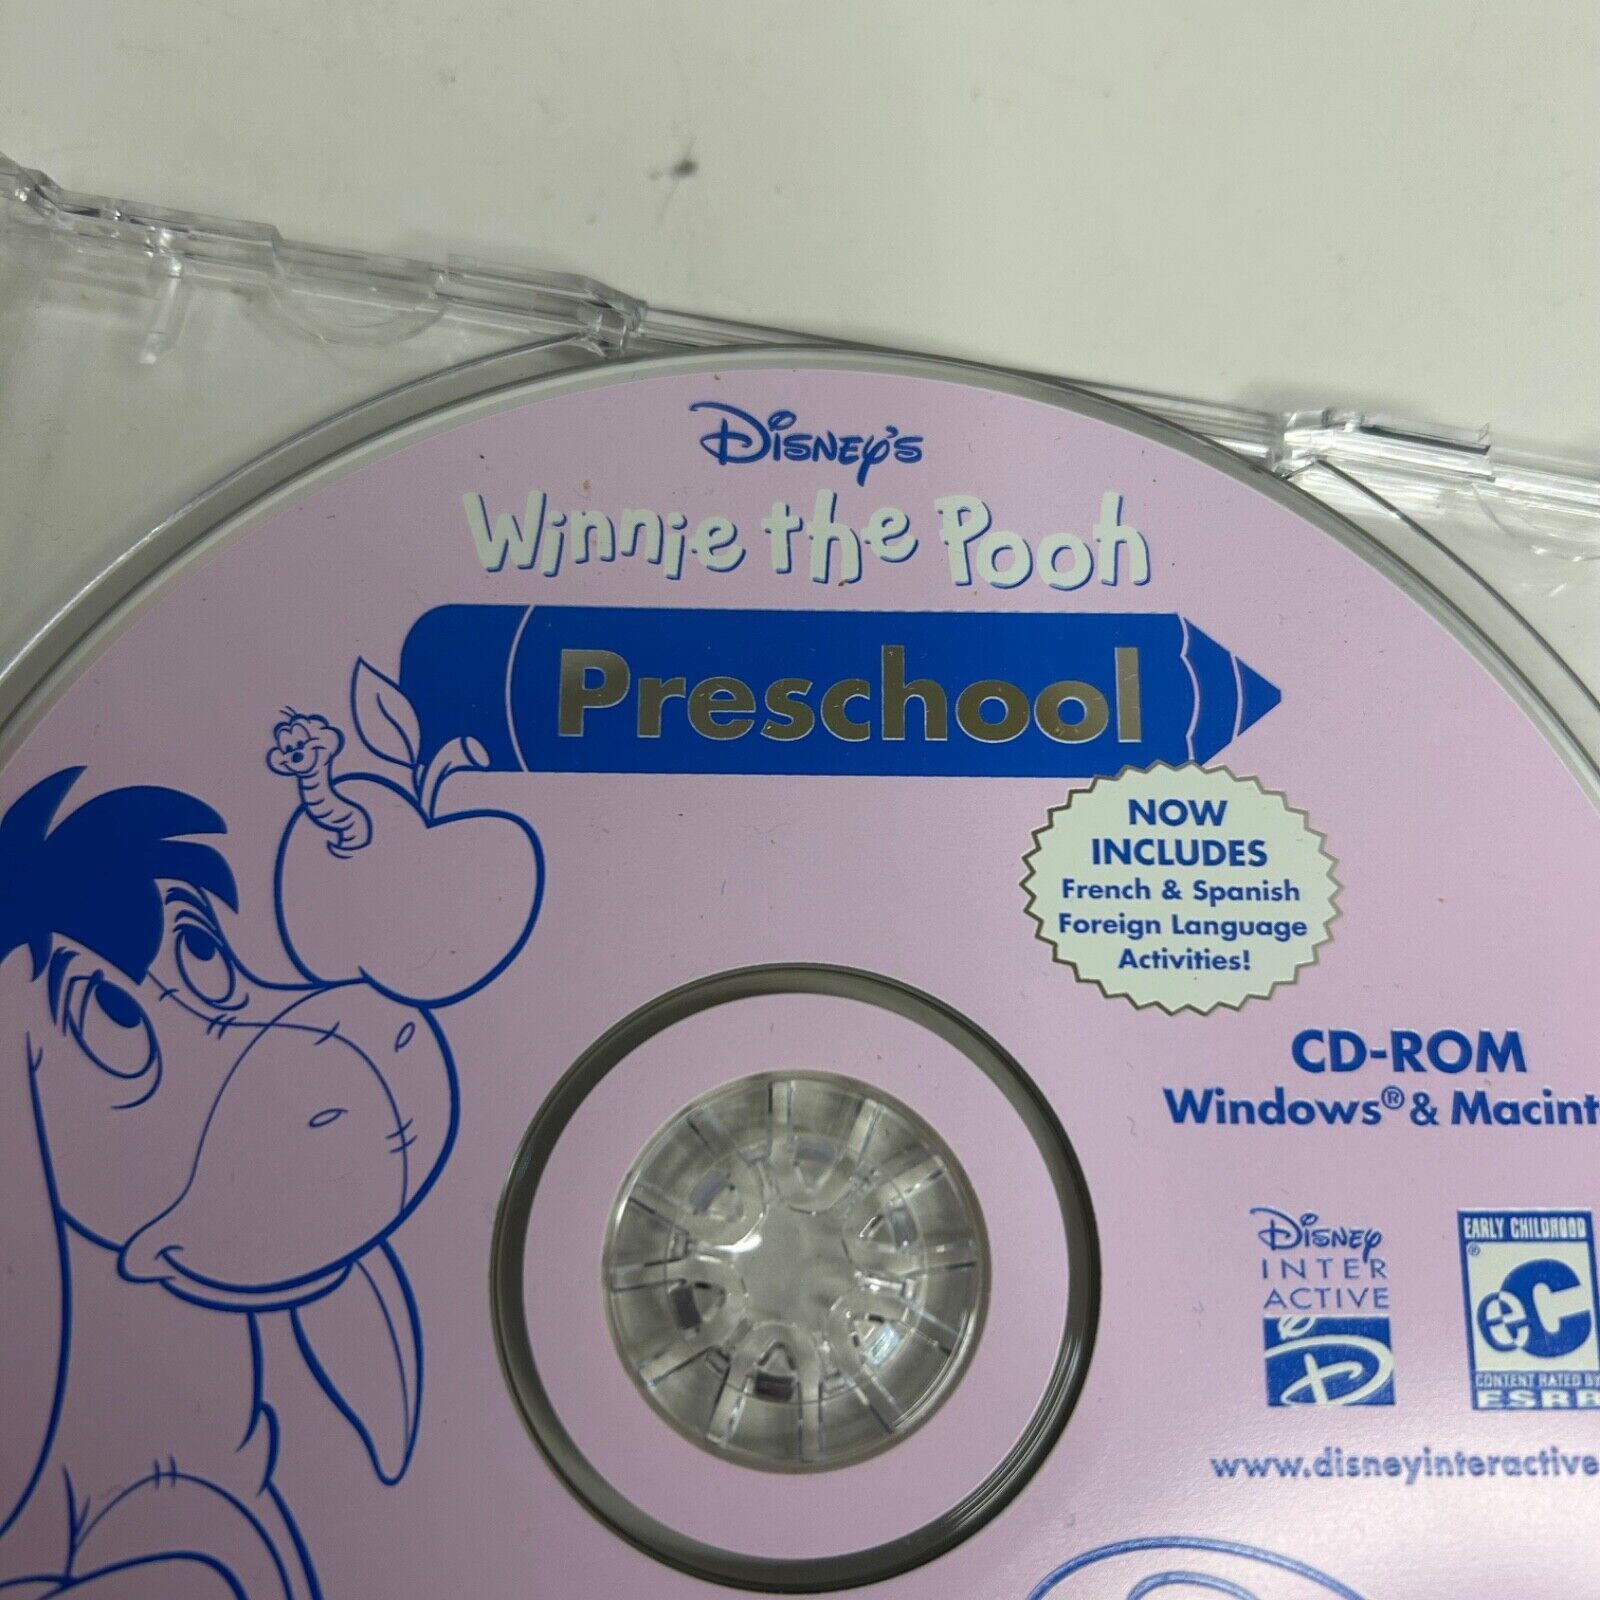 Disney's
Winnie the Pooh
Preschool
NOW
INCLUDES
French & Spanish
Foreign Language
Activities!
CD-ROM
Windows® & Macint
Disney
INTER
ACTIVE
EARLY CHILDHOOD
®
eC
CONTENT RATED BY
ESRB
www.disneyinteractive